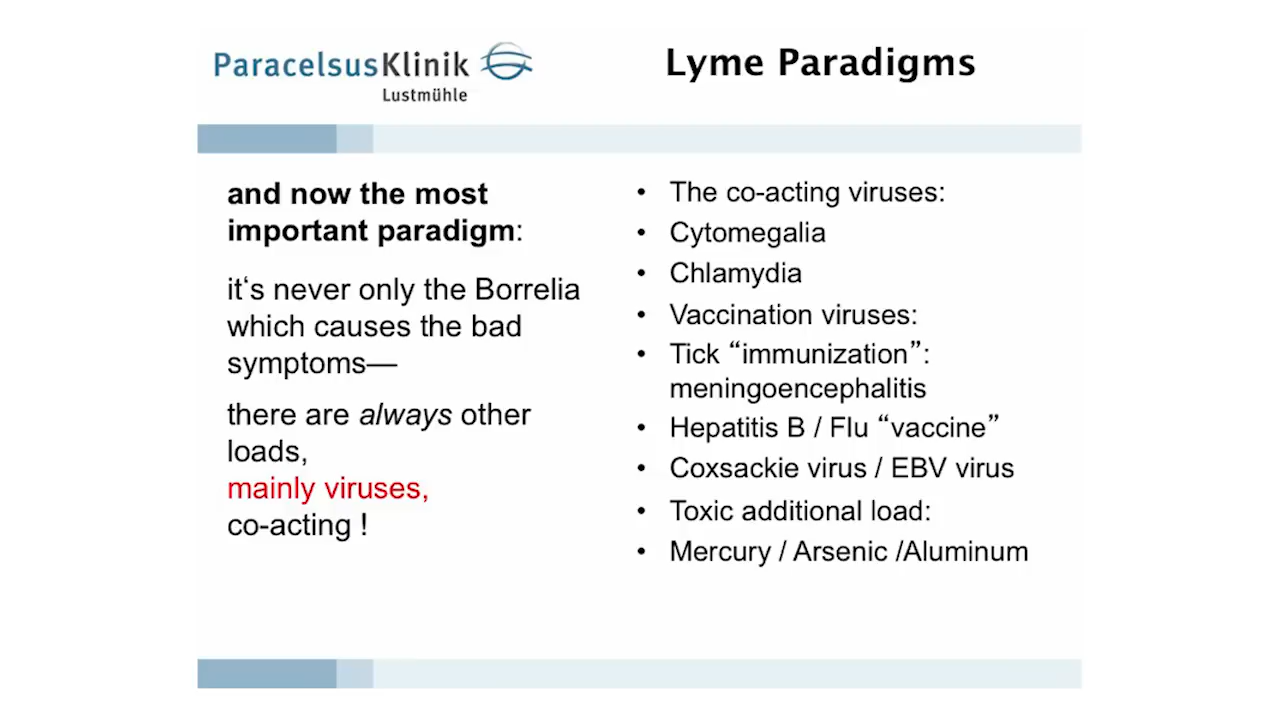 ParacelsusKlinik
Lustmühle
Lyme Paradigms
and now the most
important paradigm:
it‘s never only the Borrelia
which causes the bad
symptoms—
there are always other
loads,
mainly viruses,
co-acting !
• The co-acting viruses:
• Cytomegalia
• Chlamydia
• Vaccination viruses:
• Tick “immunization”:
meningoencephalitis
• Hepatitis B / Flu “vaccine”
• Coxsackie virus / EBV virus
• Toxic additional load:
• Mercury / Arsenic /Aluminum